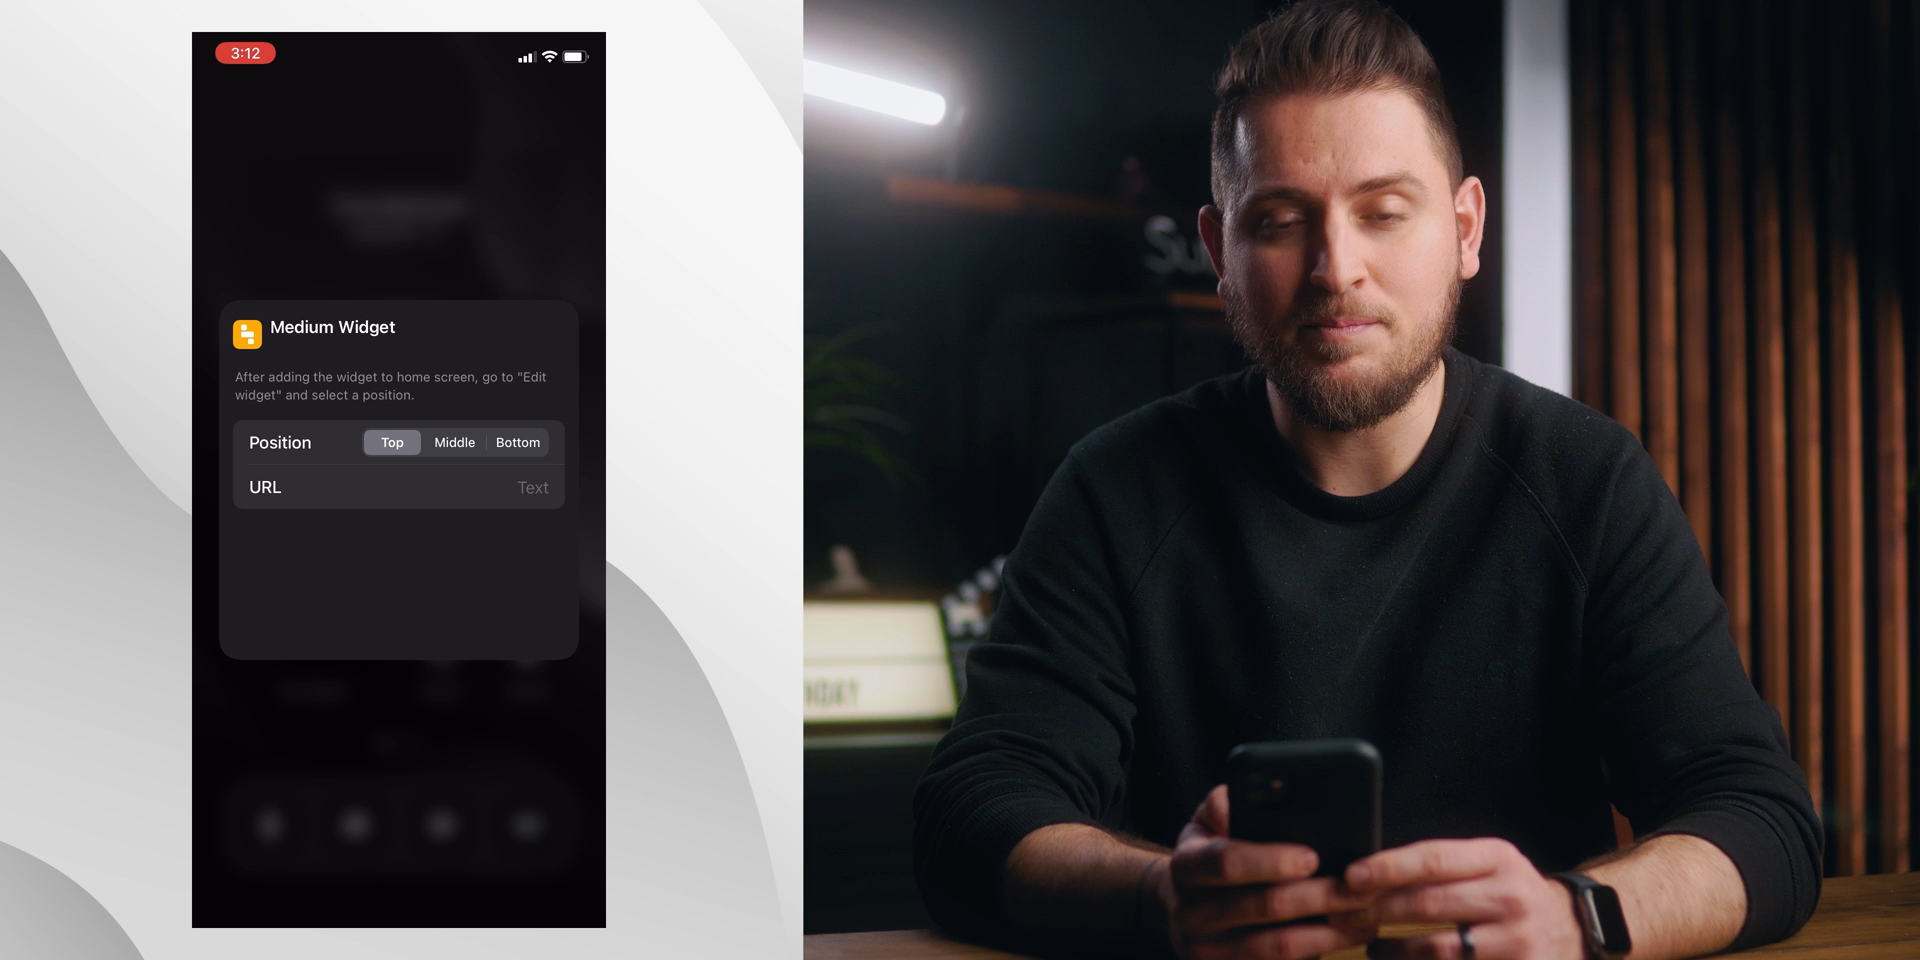 3:12
Medium Widget
After adding the widget to home screen, go to "Edit
widget" and select a position.
Position Top Middle Bottom
URL Text